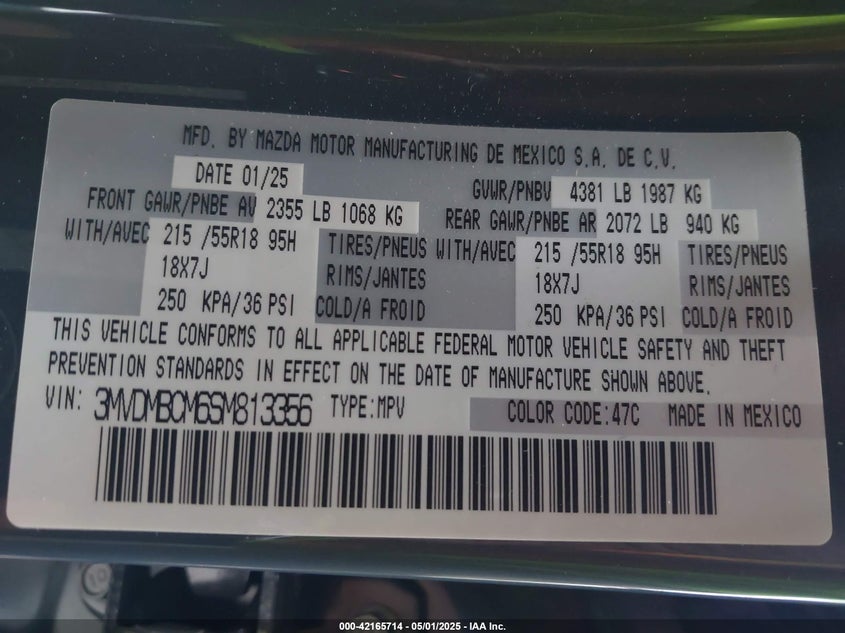 MFD. BY MAZDA MOTOR MANUFACTURING DE MEXICO S.A. DE C.V.
DATE 01/25 GVWR/PNBV 4381 LB 1987 KG
FRONT GAWR/PNBE AV 2355 LB 1068 KG REAR GAWR/PNBE AR 2072 LB 940 KG
WITH/AVEC 215 /55R18 95H TIRES/PNEUS WITH/AVEC 215 /55R18 95H TIRES/PNEUS
18X7J RIMS/JANTES 18X7J RIMS/JANTES
250 KPA/36 PSI COLD/A FROID 250 KPA/36 PSI COLD/A FROID
THIS VEHICLE CONFORMS TO ALL APPLICABLE FEDERAL MOTOR VEHICLE SAFETY AND THEFT
PREVENTION STANDARDS IN EFFECT ON THE DATE OF MANUFACTURE SHOWN ABOVE.
VIN: 3MVDMBCM6SM813356 TYPE:MPV COLOR CODE:47C MADE IN MEXICO
000-42165714 - 05/01/2025 - IAA Inc.